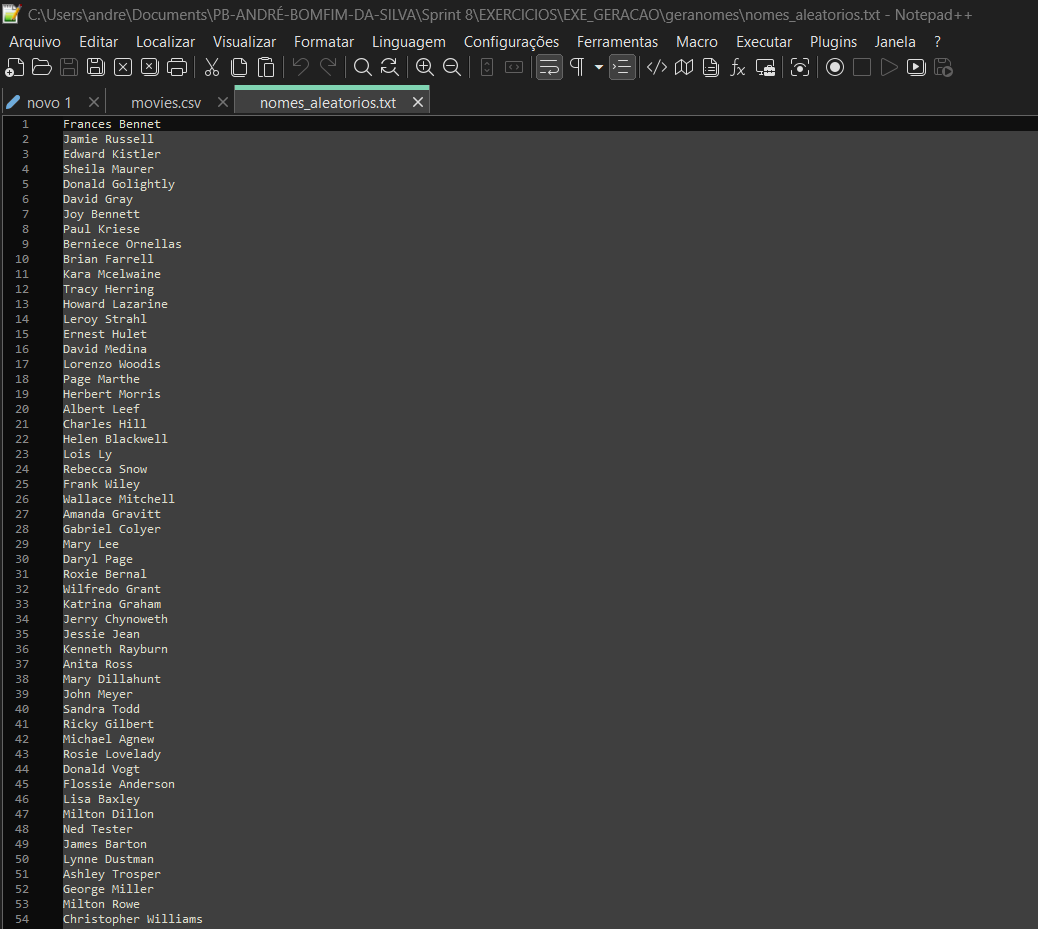 C:\Users\andre\Documents\PB-ANDRÉ-BOMFIM-DA-SILVA\Sprint 8\EXERCICIOS\EXE_GERACAO\geranomes\nomes_aleatorios.txt - Notepad++
Arquivo Editar Localizar Visualizar Formatar Linguagem Configurações Ferramentas Macro Executar Plugins Janela ?
novo 1 movies.csv nomes_aleatorios.txt
1 Frances Bennet
2 Jamie Russell
3 Edward Kistler
4 Sheila Maurer
5 Donald Golightly
6 David Gray
7 Joy Bennett
8 Paul Kriese
9 Berniece Ornellas
10 Brian Farrell
11 Kara Mcelwaine
12 Tracy Herring
13 Howard Lazarine
14 Leroy Strahl
15 Ernest Hulet
16 David Medina
17 Lorenzo Woodis
18 Page Marthe
19 Herbert Morris
20 Albert Leef
21 Charles Hill
22 Helen Blackwell
23 Lois Ly
24 Rebecca Snow
25 Frank Wiley
26 Wallace Mitchell
27 Amanda Gravitt
28 Gabriel Colyer
29 Mary Lee
30 Daryl Page
31 Roxie Bernal
32 Wilfredo Grant
33 Katrina Graham
34 Jerry Chynoweth
35 Jessie Jean
36 Kenneth Rayburn
37 Anita Ross
38 Mary Dillahunt
39 John Meyer
40 Sandra Todd
41 Ricky Gilbert
42 Michael Agnew
43 Rosie Lovelady
44 Donald Vogt
45 Flossie Anderson
46 Lisa Baxley
47 Milton Dillon
48 Ned Tester
49 James Barton
50 Lynne Dustman
51 Ashley Trosper
52 George Miller
53 Milton Rowe
54 Christopher Williams